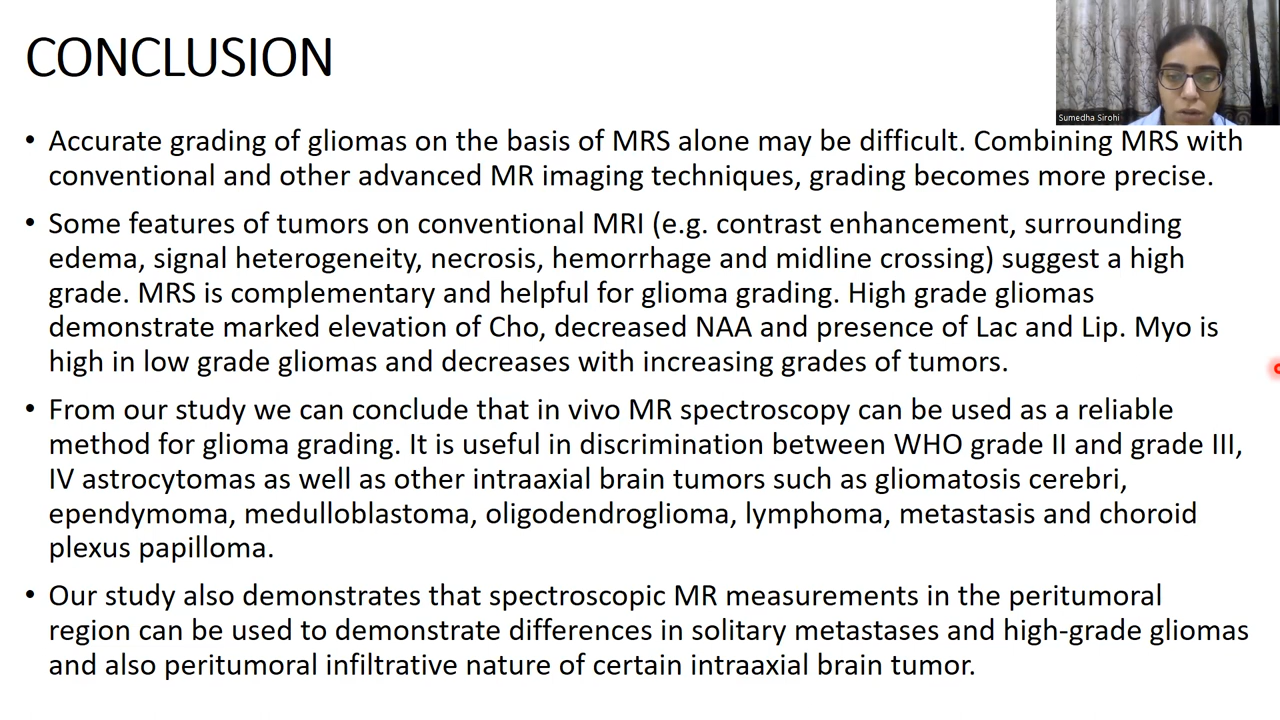 CONCLUSION
Sumedha Sirohi
• Accurate grading of gliomas on the basis of MRS alone may be difficult. Combining MRS with
conventional and other advanced MR imaging techniques, grading becomes more precise.
• Some features of tumors on conventional MRI (e.g. contrast enhancement, surrounding
edema, signal heterogeneity, necrosis, hemorrhage and midline crossing) suggest a high
grade. MRS is complementary and helpful for glioma grading. High grade gliomas
demonstrate marked elevation of Cho, decreased NAA and presence of Lac and Lip. Myo is
high in low grade gliomas and decreases with increasing grades of tumors.
• From our study we can conclude that in vivo MR spectroscopy can be used as a reliable
method for glioma grading. It is useful in discrimination between WHO grade II and grade III,
IV astrocytomas as well as other intraaxial brain tumors such as gliomatosis cerebri,
ependymoma, medulloblastoma, oligodendroglioma, lymphoma, metastasis and choroid
plexus papilloma.
• Our study also demonstrates that spectroscopic MR measurements in the peritumoral
region can be used to demonstrate differences in solitary metastases and high-grade gliomas
and also peritumoral infiltrative nature of certain intraaxial brain tumor.